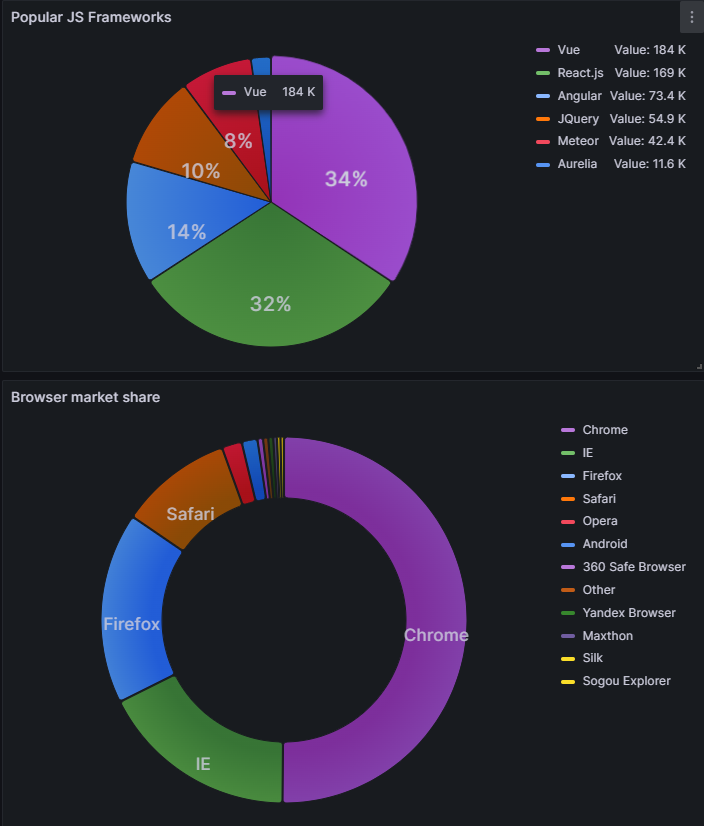 Popular JS Frameworks
Vue Value: 184 K
React.js Value: 169 K
Angular Value: 73.4 K
JQuery Value: 54.9 K
Meteor Value: 42.4 K
Aurelia Value: 11.6 K
Vue 184 K
8%
10%
34%
14%
32%
Browser market share
Chrome
IE
Firefox
Safari
Opera
Android
360 Safe Browser
Other
Yandex Browser
Maxthon
Silk
Sogou Explorer
Safari
Firefox
Chrome
IE